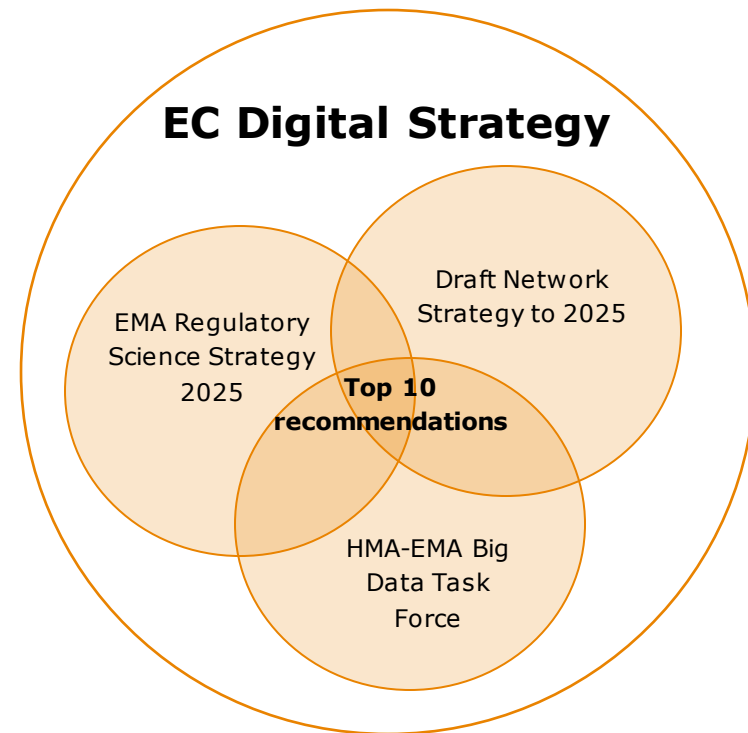 EC Digital Strategy
Draft Network
Strategy to 2025
EMA Regulatory
Science Strategy
2025
Top 10
recommendations
HMA-EMA Big
Data Task
Force